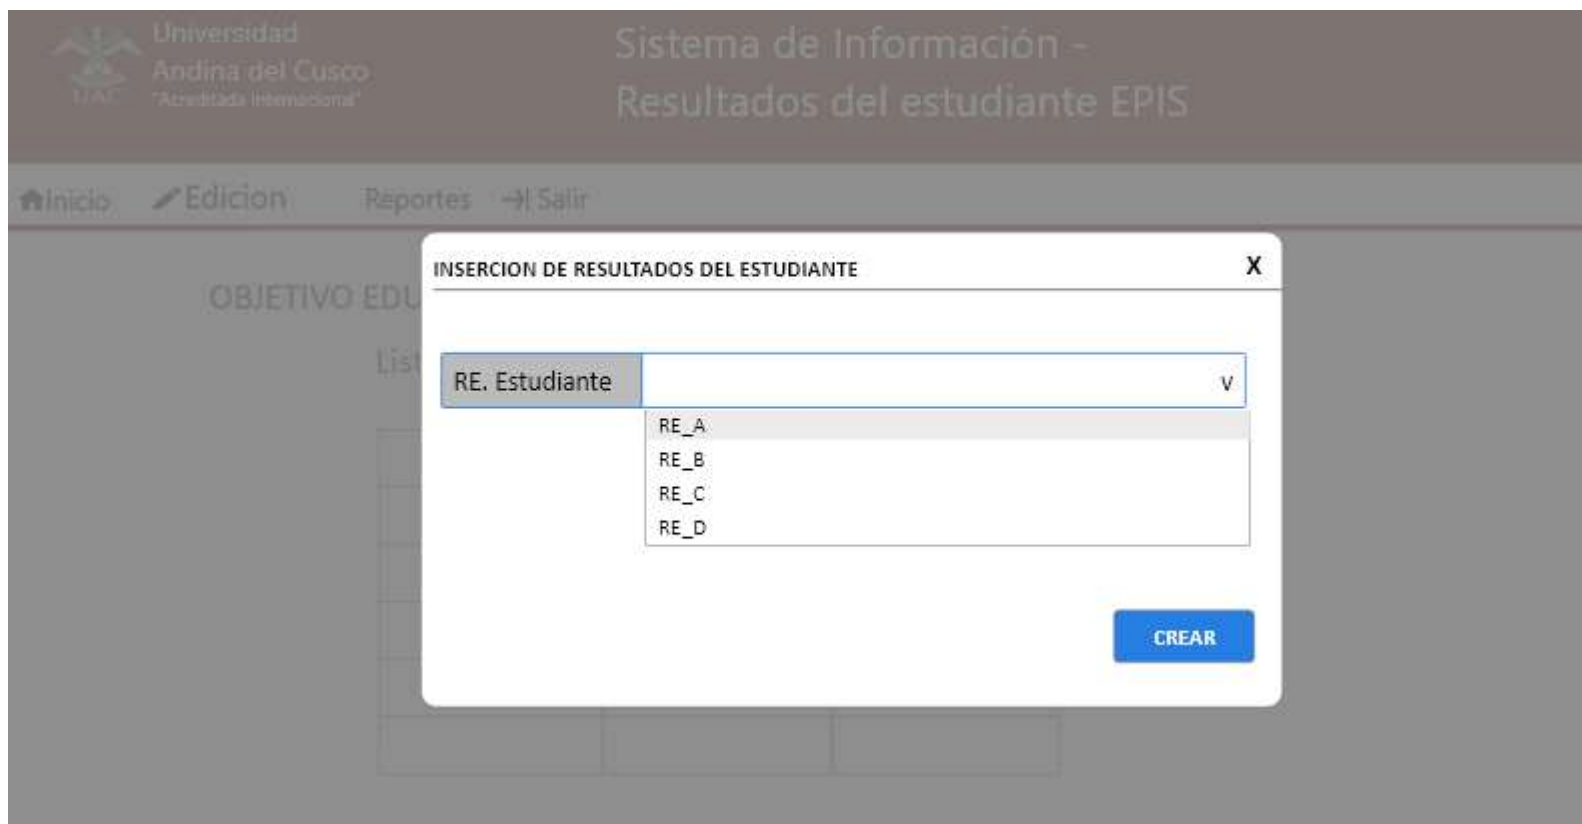 Universidad
Andina del Cusco
"Acreditada Internacional"
UAC
Sistema de Información -
Resultados del estudiante EPIS
Inicio Edicion Reportes Salir
INSERCION DE RESULTADOS DEL ESTUDIANTE X
OBJETIVO EDU
List
RE. Estudiante v
RE_A
RE_B
RE_C
RE_D
CREAR